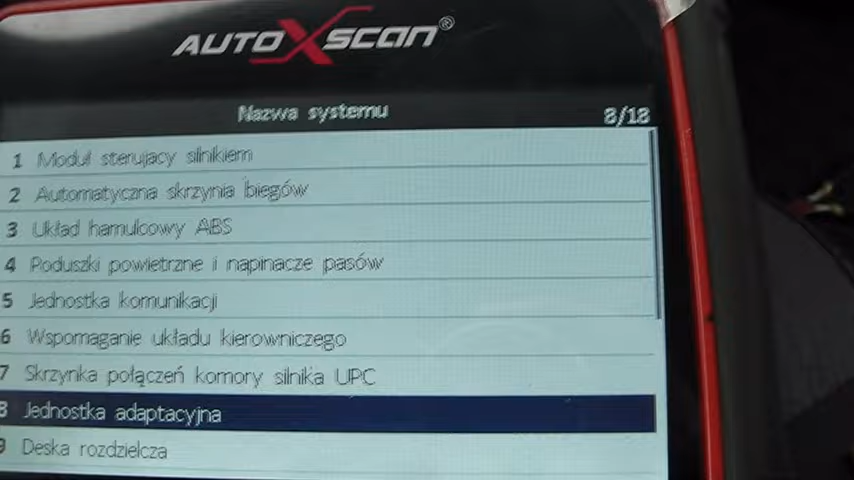 AUTOXSCAN®
Nazwa systemu 8/18
1 Moduł sterujacy silnikiem
2 Automatyczna skrzynia biegów
3 Układ hamulcowy ABS
4 Poduszki powietrzne i napinacze pasów
5 Jednostka komunikacji
6 Wspomaganie układu kierowniczego
7 Skrzynka połączeń komory silnika UPC
8 Jednostka adaptacyjna
9 Deska rozdzielcza